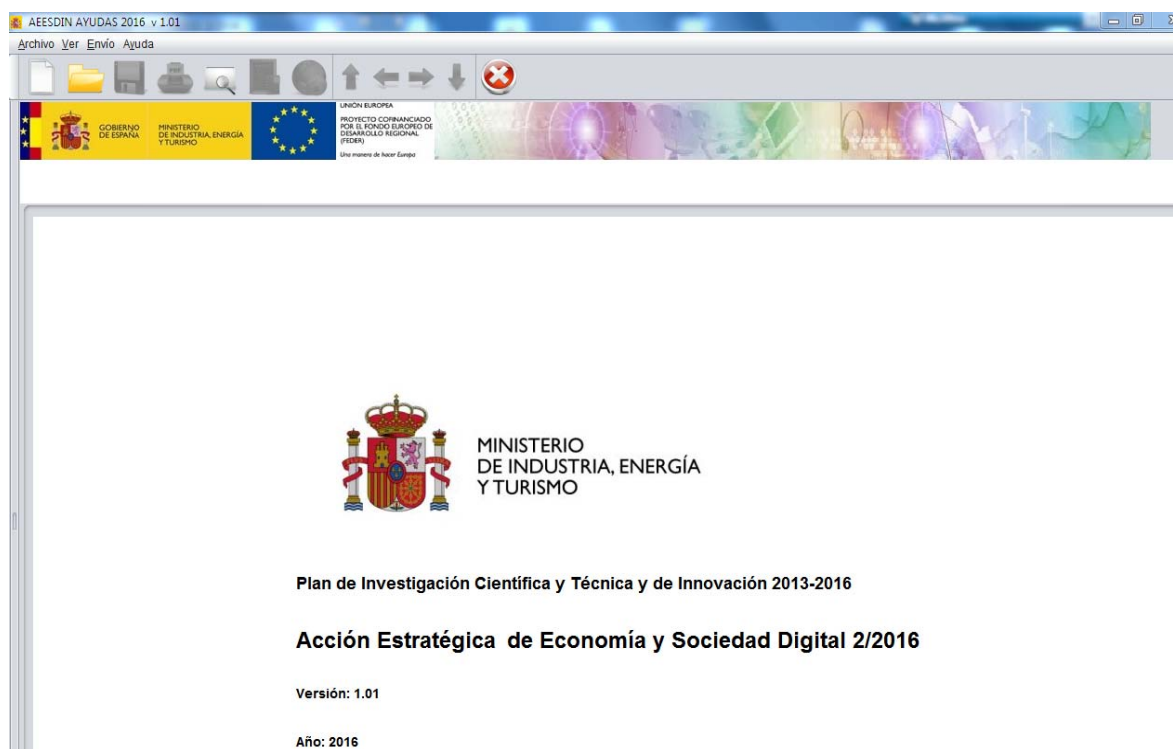 AEESDIN AYUDAS 2016 v 1.01
Archivo Ver Envío Ayuda
GOBIERNO
DE ESPAÑA
MINISTERIO
DE INDUSTRIA, ENERGÍA
Y TURISMO
UNIÓN EUROPEA
PROYECTO COFINANCIADO
POR EL FONDO EUROPEO DE
DESARROLLO REGIONAL
(FEDER)
Una manera de hacer Europa
MINISTERIO
DE INDUSTRIA, ENERGÍA
Y TURISMO
Plan de Investigación Científica y Técnica y de Innovación 2013-2016
Acción Estratégica de Economía y Sociedad Digital 2/2016
Versión: 1.01
Año: 2016